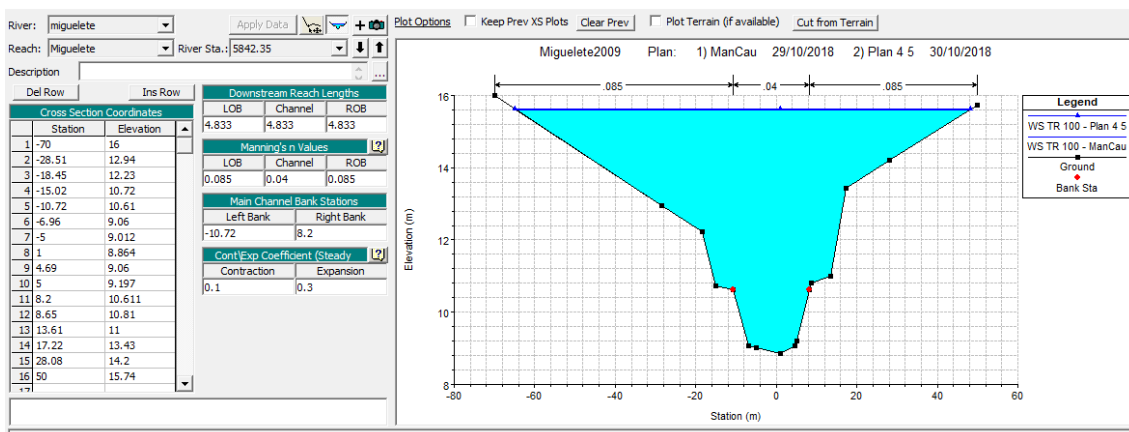 River: miguelete Apply Data
Reach: Miguelete River Sta.: 5842.35
Description ...
Del Row Ins Row
Cross Section Coordinates
Station Elevation
1 -70 16
2 -28.51 12.94
3 -18.45 12.23
4 -15.02 10.72
5 -10.72 10.61
6 -6.96 9.06
7 -5 9.012
8 1 8.864
9 4.69 9.06
10 5 9.197
11 8.2 10.611
12 8.65 10.81
13 13.61 11
14 17.22 13.43
15 28.08 14.2
16 50 15.74
17
Downstream Reach Lengths
LOB Channel ROB
4.833 4.833 4.833
Manning's n Values ?
LOB Channel ROB
0.085 0.04 0.085
Main Channel Bank Stations
Left Bank Right Bank
-10.72 8.2
Cont\Exp Coefficient (Steady ?
Contraction Expansion
0.1 0.3
Plot Options Keep Prev XS Plots Clear Prev Plot Terrain (if available) Cut from Terrain
Miguelete2009 Plan: 1) ManCau 29/10/2018 2) Plan 4 5 30/10/2018
.085 .04 .085
16
14
12
10
8
Elevation (m)
-80 -60 -40 -20 0 20 40 60
Station (m)
Legend
WS TR 100 - Plan 4 5
WS TR 100 - ManCau
Ground
Bank Sta